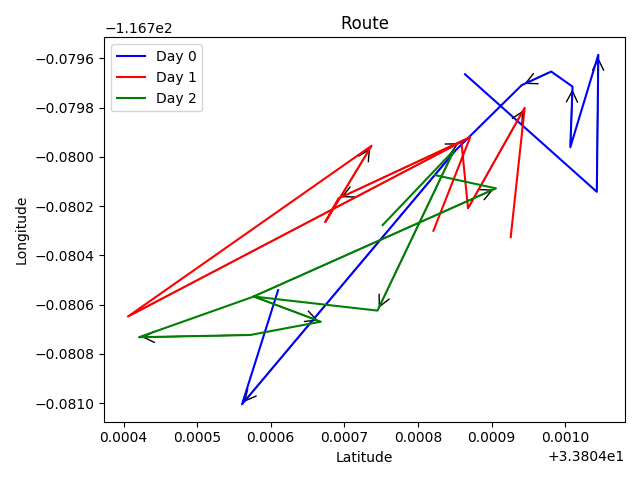 Route
−1.167e2
Day 0
Day 1
Day 2
−0.0796
−0.0798
−0.0800
−0.0802
−0.0804
−0.0806
−0.0808
−0.0810
Longitude
0.0004 0.0005 0.0006 0.0007 0.0008 0.0009 0.0010
Latitude
+3.3804e1